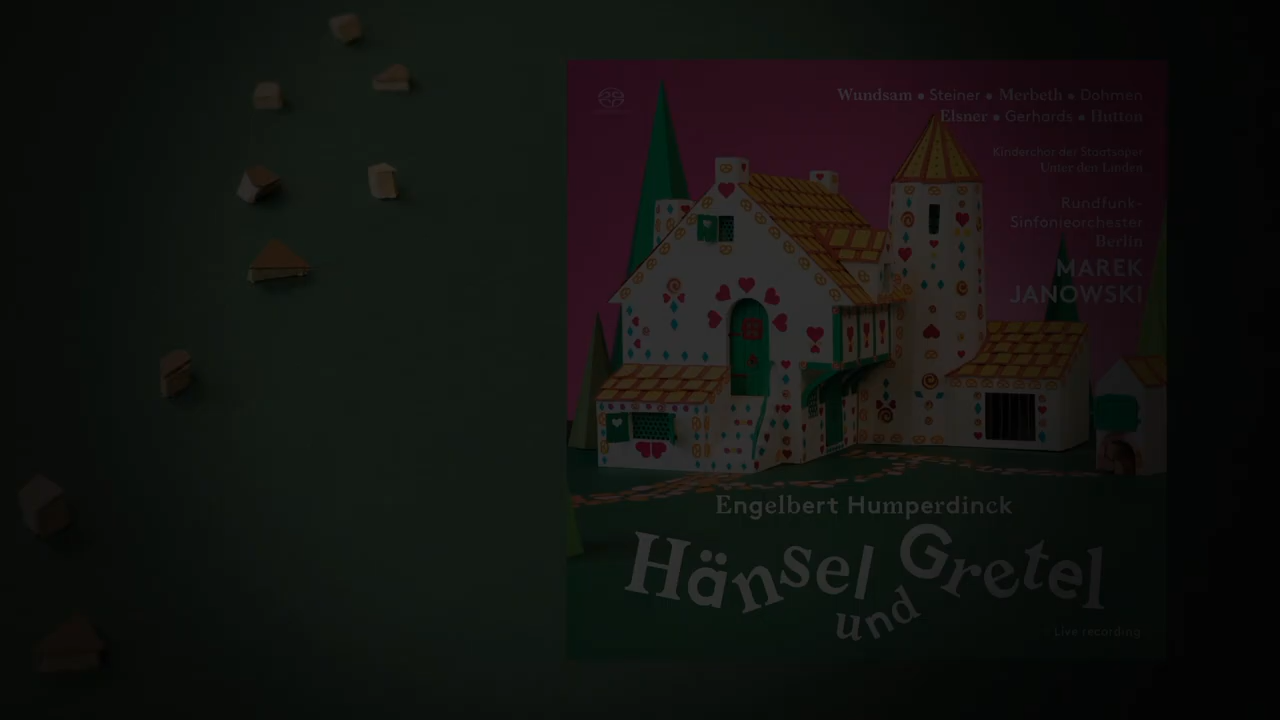 Wundsam • Steiner • Merbeth • Dohmen
Elsner • Gerhards • Hutton
Kinderchor der Staatsoper
Unter den Linden
Rundfunk-
Sinfonieorchester
Berlin
MAREK
JANOWSKI
Engelbert Humperdinck
Hänsel und Gretel
Live recording